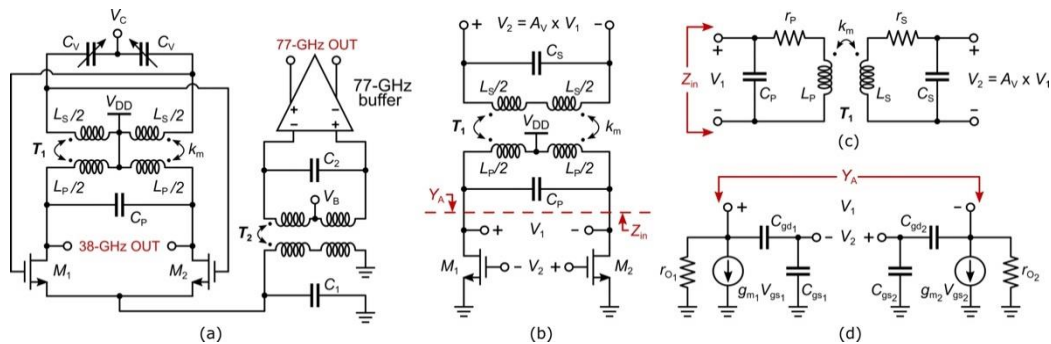 V_C
C_V
C_V
L_S/2
V_DD
L_S/2
T_1
k_m
L_P/2
L_P/2
C_P
38-GHz OUT
M_1
M_2
(a)
77-GHz OUT
77-GHz
buffer
−
+
C_2
V_B
T_2
C_1
+
V_2 = A_V x V_1
−
C_S
L_S/2
L_S/2
T_1
V_DD
k_m
L_P/2
L_P/2
Y_A
C_P
Z_in
+
V_1
−
M_1
− V_2 +
M_2
(b)
r_P
k_m
r_S
+
+
Z_in
V_1
C_P
L_P
L_S
C_S
V_2 = A_V x V_1
−
T_1
−
(c)
Y_A
+
V_1
−
C_gd1
C_gd2
− V_2 +
r_O1
g_m1 V_gs1
C_gs1
C_gs2
g_m2 V_gs2
r_O2
(d)